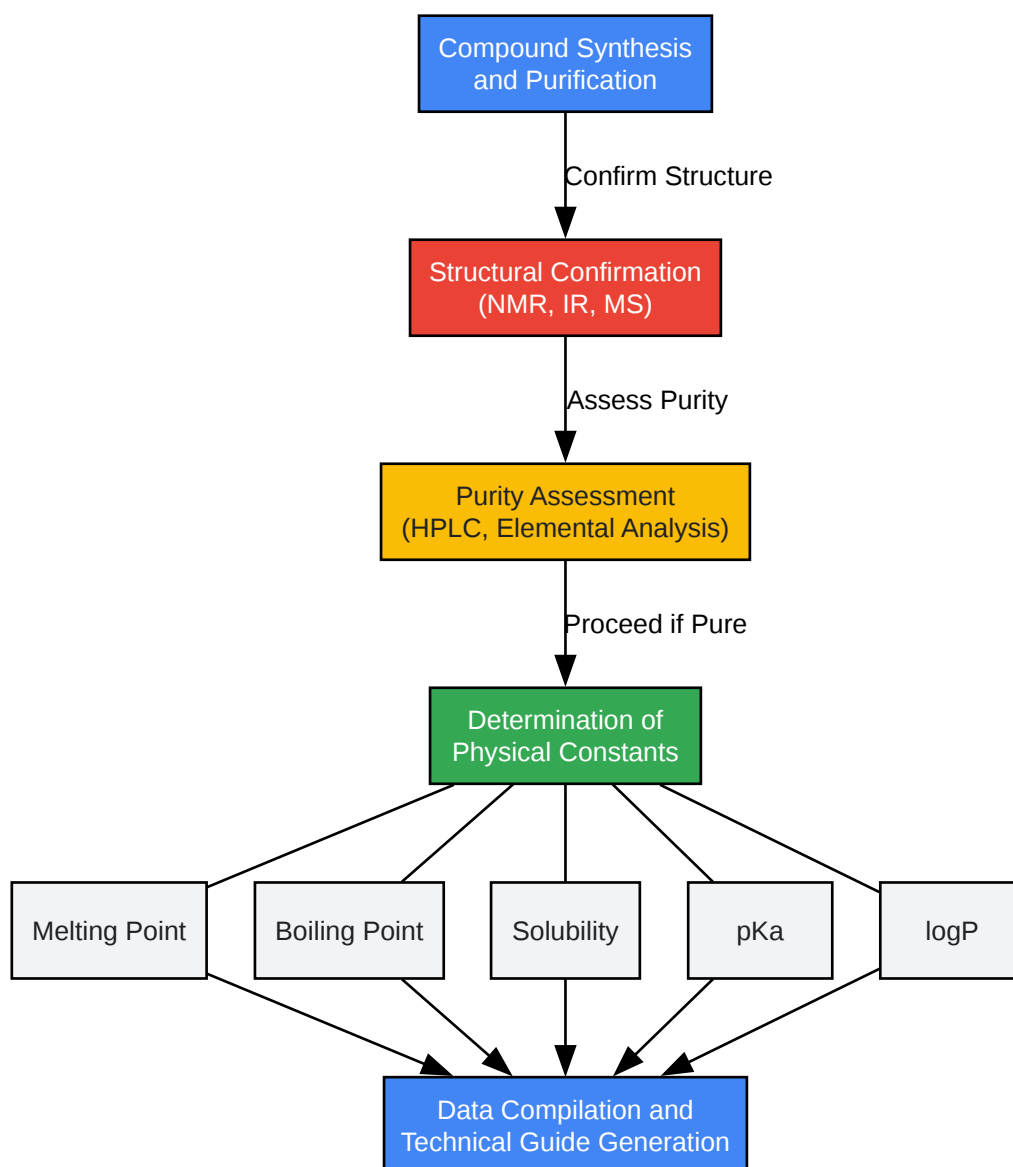 Compound Synthesis
and Purification
Confirm Structure
Structural Confirmation
(NMR, IR, MS)
Assess Purity
Purity Assessment
(HPLC, Elemental Analysis)
Proceed if Pure
Determination of
Physical Constants
Melting Point
Boiling Point
Solubility
pKa
logP
Data Compilation and
Technical Guide Generation